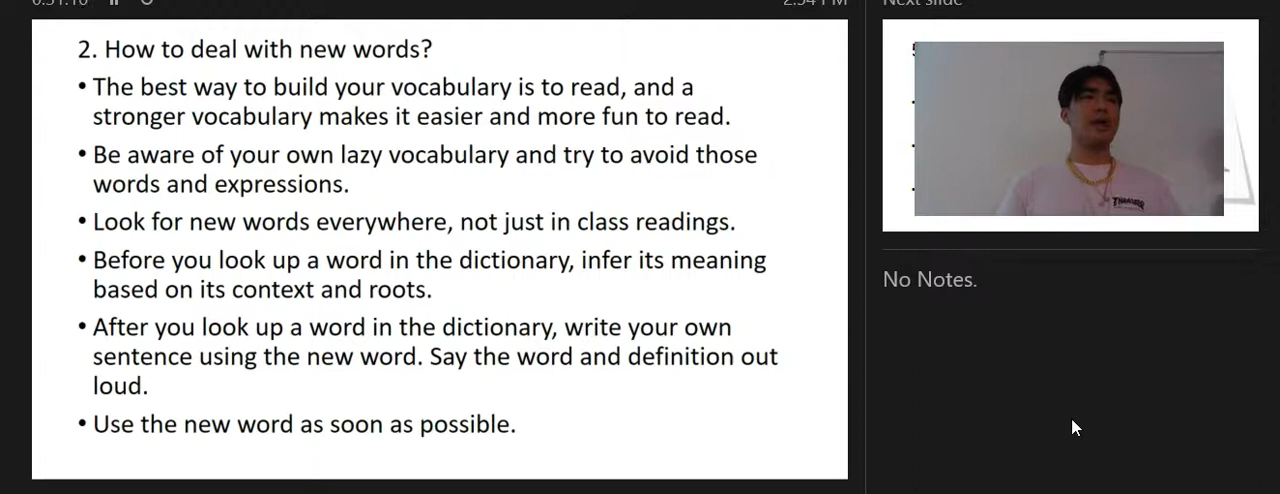 2:54 PM
Next slide
2. How to deal with new words?
• The best way to build your vocabulary is to read, and a
stronger vocabulary makes it easier and more fun to read.
• Be aware of your own lazy vocabulary and try to avoid those
words and expressions.
• Look for new words everywhere, not just in class readings.
• Before you look up a word in the dictionary, infer its meaning
based on its context and roots.
• After you look up a word in the dictionary, write your own
sentence using the new word. Say the word and definition out
loud.
• Use the new word as soon as possible.
THRASHER
No Notes.